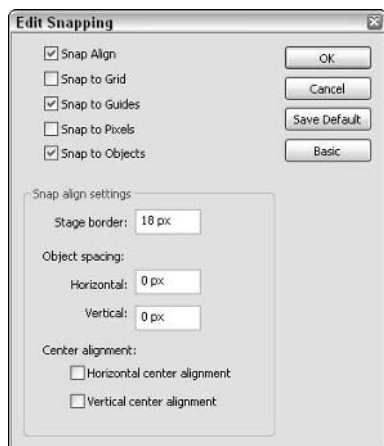 Edit Snapping
Snap Align
Snap to Grid
Snap to Guides
Snap to Pixels
Snap to Objects
OK
Cancel
Save Default
Basic
Snap align settings
Stage border: 18 px
Object spacing:
Horizontal: 0 px
Vertical: 0 px
Center alignment:
Horizontal center alignment
Vertical center alignment